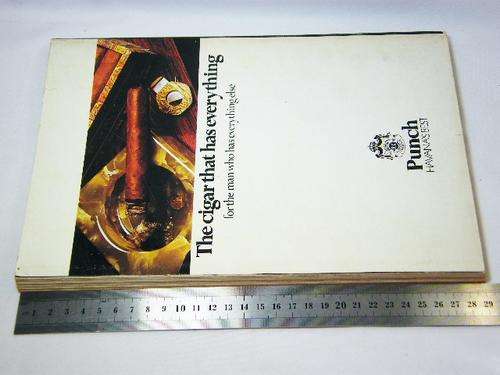 The cigar that has everything
for the man who has everything else
Punch
HAVANA'S BEST
1 2 3 4 5 6 7 8 9 10 11 12 13 14 15 16 17 18 19 20 21 22 23 24 25 26 27 28 29